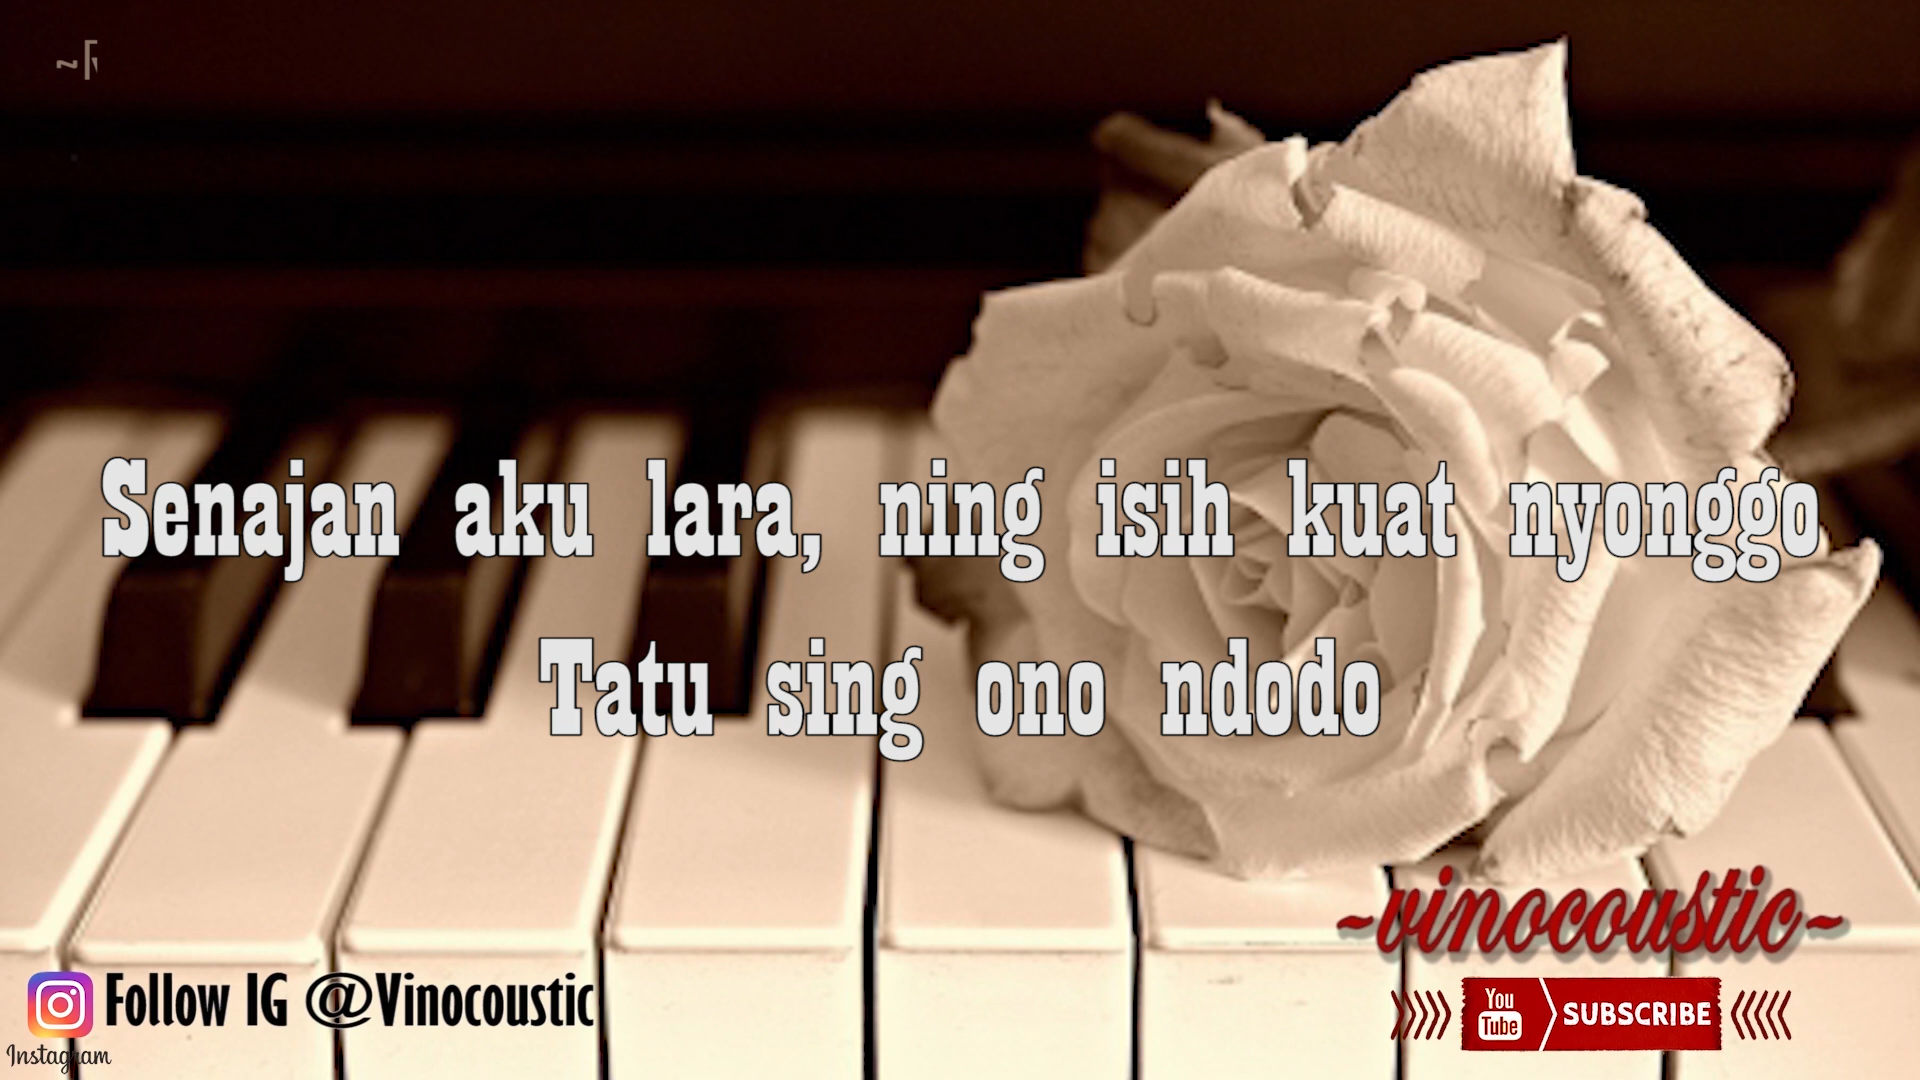 Senajan aku lara, ning isih kuat nyonggo
Tatu sing ono ndodo
~vinocoustic~
Follow IG @Vinocoustic
You
Tube
SUBSCRIBE
Instagram